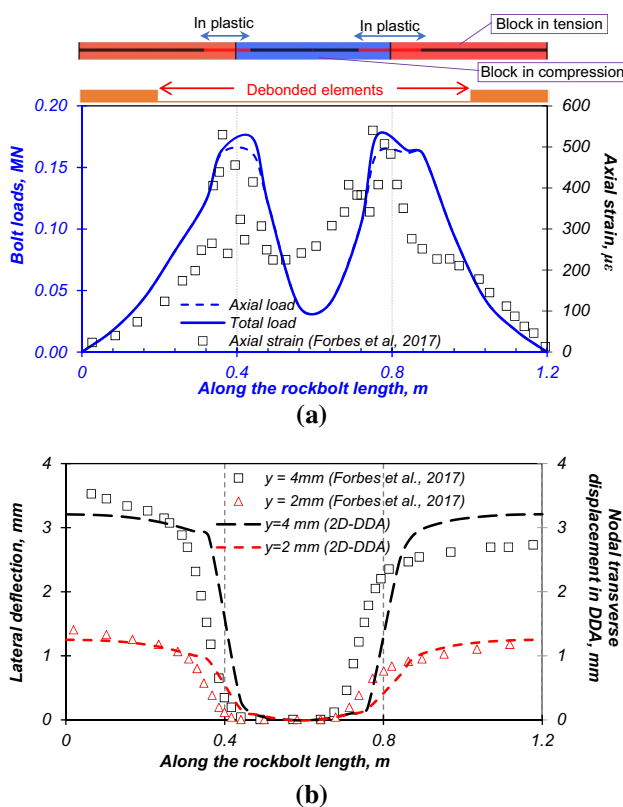 In plastic
In plastic
Block in tension
Block in compression
Debonded elements
0.20
0.15
0.10
0.05
0.00
Bolt loads, MN
600
500
400
300
200
100
0
Axial strain, με
Axial load
Total load
Axial strain (Forbes et al, 2017)
0
0.4
0.8
1.2
Along the rockbolt length, m
(a)
4
3
2
1
0
Lateral deflection, mm
4
3
2
1
0
Nodal transverse
displacement in DDA, mm
y = 4mm (Forbes et al., 2017)
y = 2mm (Forbes et al., 2017)
y=4 mm (2D-DDA)
y=2 mm (2D-DDA)
0
0.4
0.8
1.2
Along the rockbolt length, m
(b)